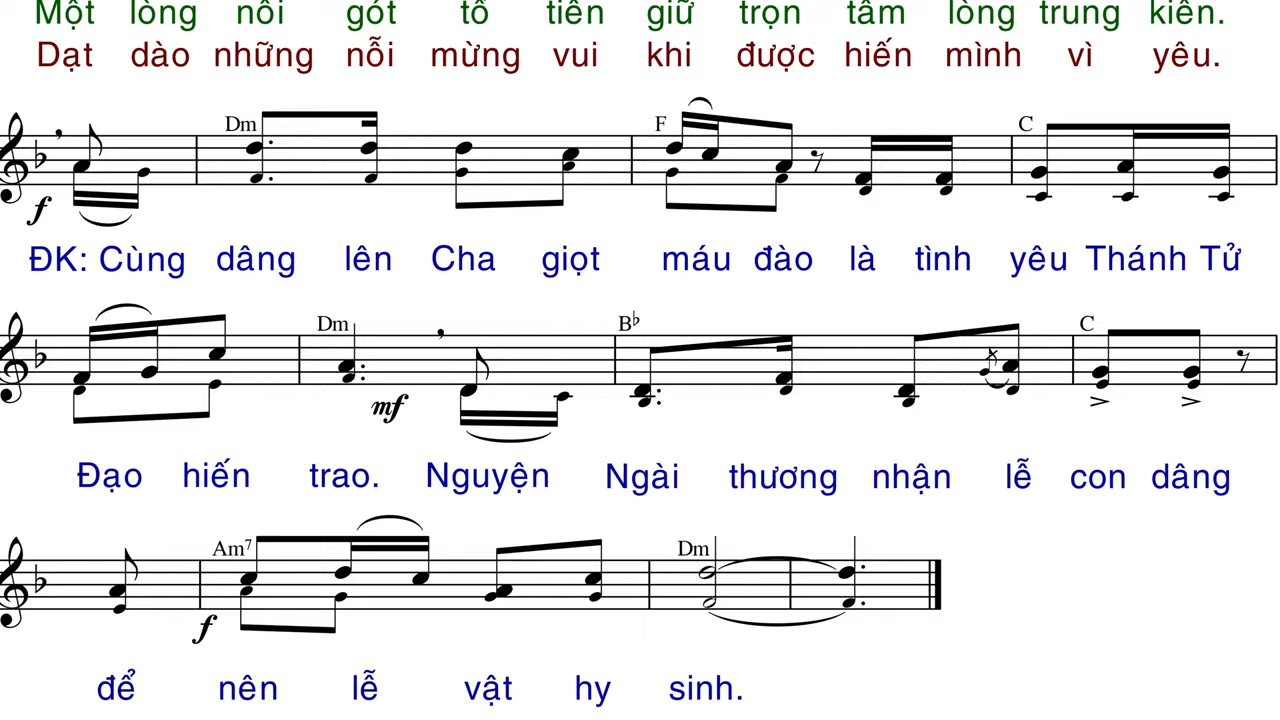 Một lòng nối gót tổ tiên giữ trọn tâm lòng trung kiên.
Dạt dào những nỗi mừng vui khi được hiến mình vì yêu.
Dm F C
f
ĐK: Cùng dâng lên Cha giọt máu đào là tình yêu Thánh Tử
Dm B♭ C
mf
Đạo hiến trao. Nguyện Ngài thương nhận lễ con dâng
Am7 Dm
f
để nên lễ vật hy sinh.